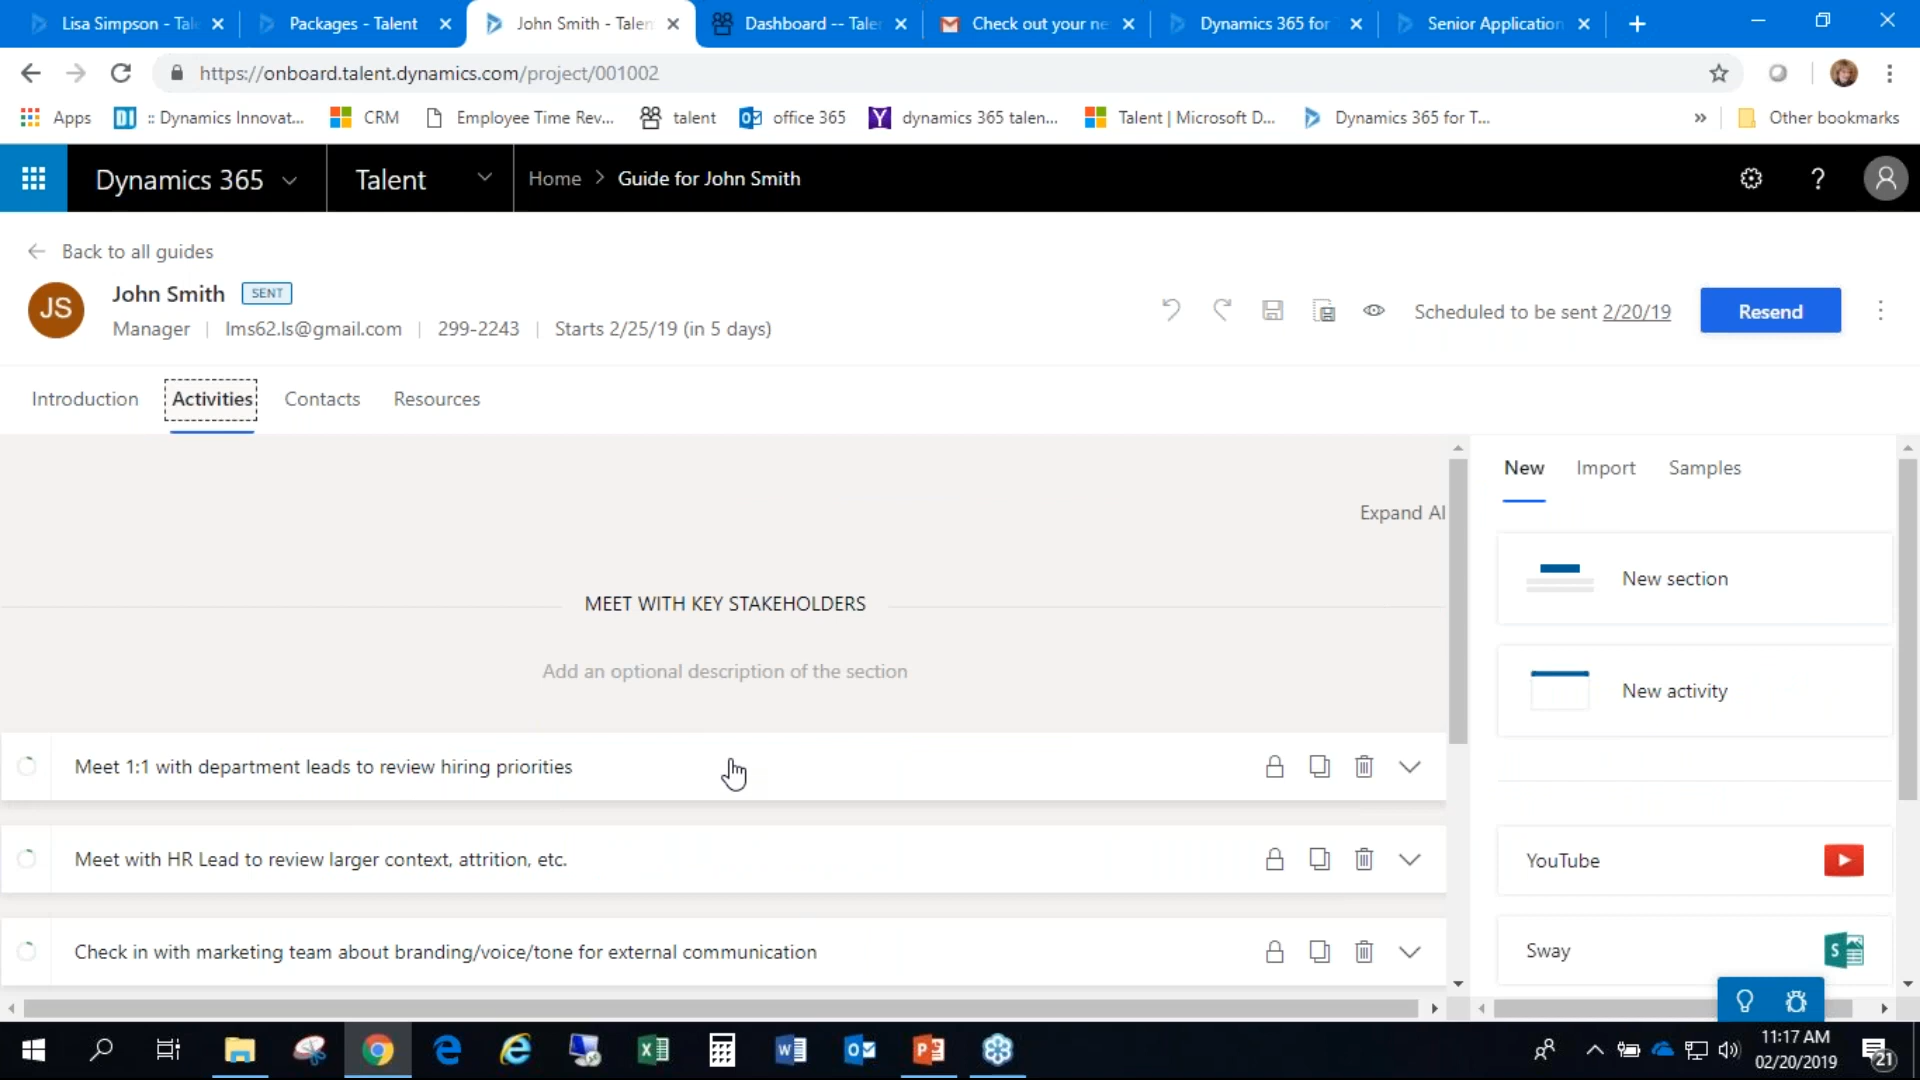 Lisa Simpson - Tale
Packages - Talent
John Smith - Talen
Dashboard -- Tale
Check out your ne
Dynamics 365 for
Senior Application
https://onboard.talent.dynamics.com/project/001002
Apps
:: Dynamics Innovat...
CRM
Employee Time Rev...
talent
office 365
dynamics 365 talen...
Talent | Microsoft D...
Dynamics 365 for T...
»
Other bookmarks
Dynamics 365
Talent
Home > Guide for John Smith
?
Back to all guides
JS
John Smith
SENT
Manager | lms62.ls@gmail.com | 299-2243 | Starts 2/25/19 (in 5 days)
Scheduled to be sent 2/20/19
Resend
Introduction
Activities
Contacts
Resources
New
Import
Samples
Expand Al
New section
MEET WITH KEY STAKEHOLDERS
Add an optional description of the section
New activity
Meet 1:1 with department leads to review hiring priorities
Meet with HR Lead to review larger context, attrition, etc.
YouTube
Check in with marketing team about branding/voice/tone for external communication
Sway
11:17 AM
02/20/2019
21